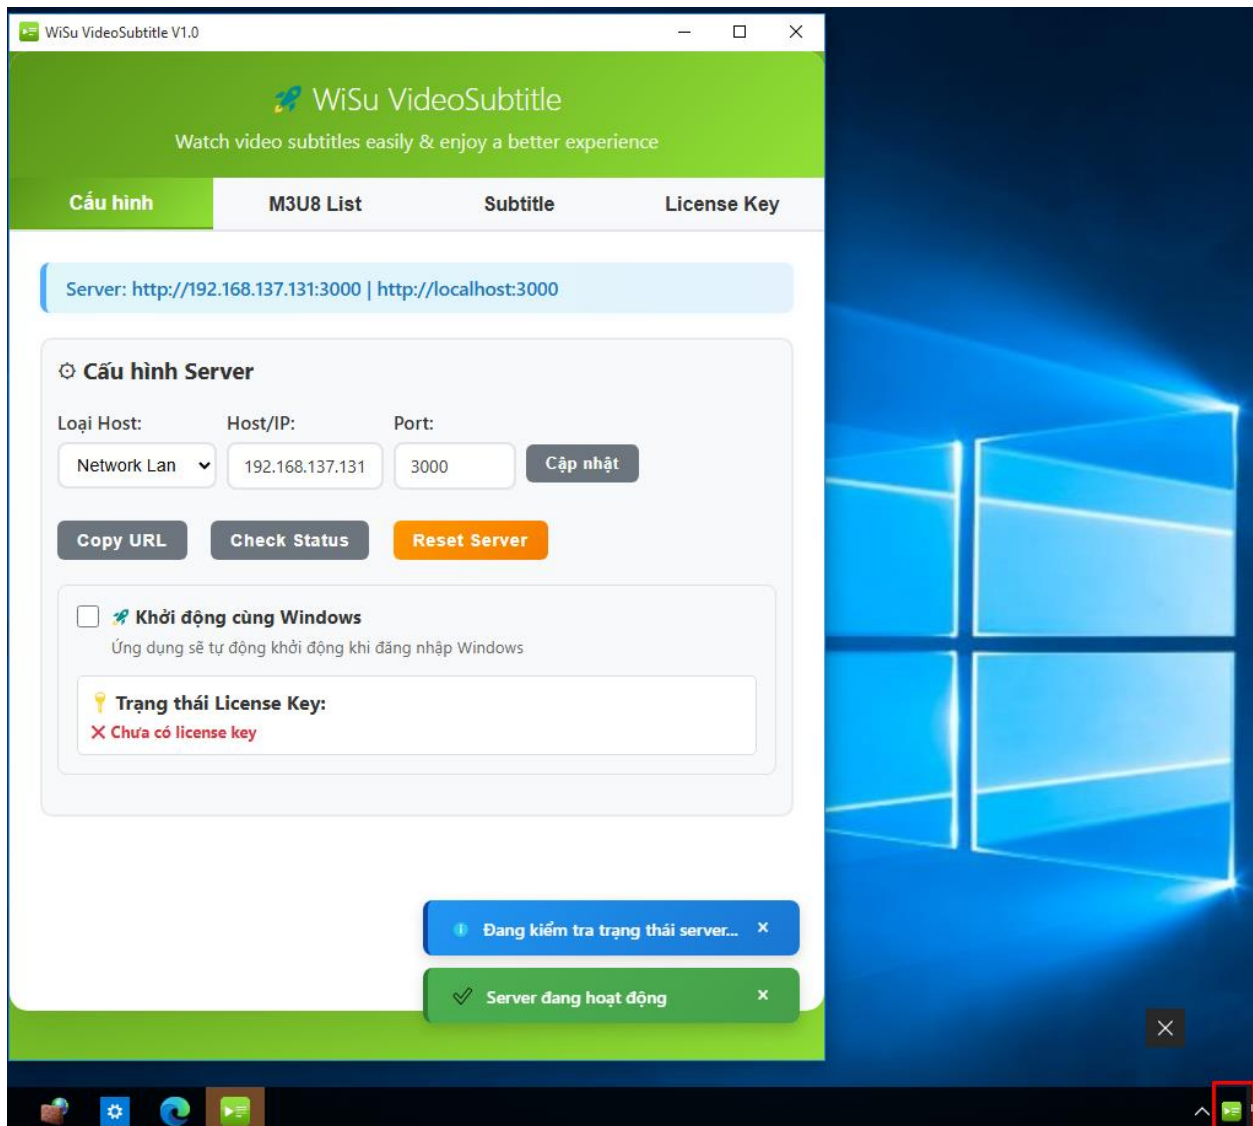 WiSu VideoSubtitle V1.0
WiSu VideoSubtitle
Watch video subtitles easily & enjoy a better experience
Cấu hình M3U8 List Subtitle License Key
Server: http://192.168.137.131:3000 | http://localhost:3000
Cấu hình Server
Loại Host: Host/IP: Port:
Network Lan 192.168.137.131 3000 Cập nhật
Copy URL Check Status Reset Server
Khởi động cùng Windows
Ứng dụng sẽ tự động khởi động khi đăng nhập Windows
Trạng thái License Key:
Chưa có license key
Đang kiểm tra trạng thái server...
Server đang hoạt động